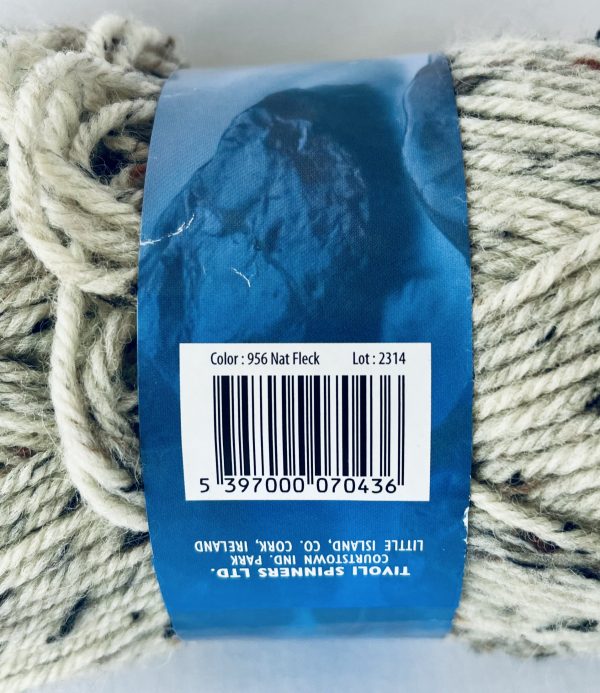 Color : 956 Nat Fleck Lot : 2314
5 397000 070436
TIVOLI SPINNERS LTD.
COURTSTOWN IND. PARK
LITTLE ISLAND, CO. CORK, IRELAND